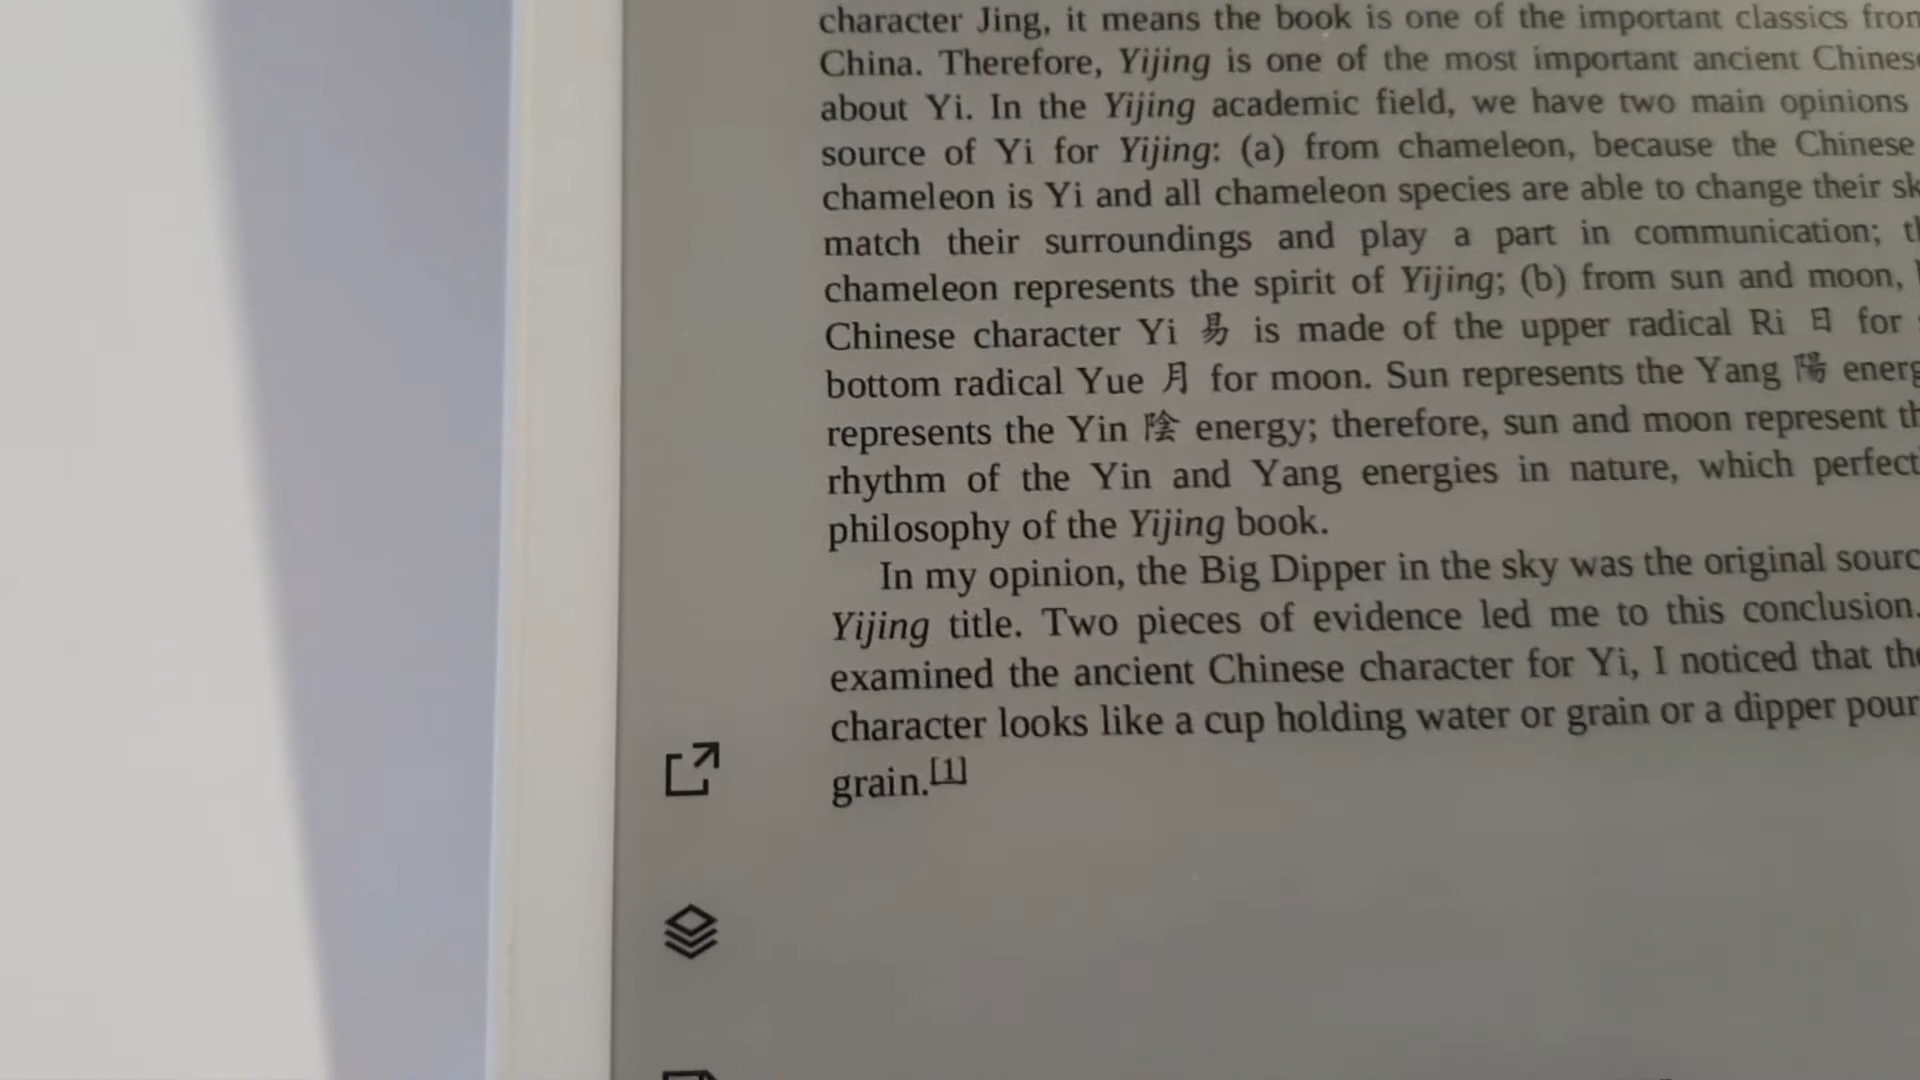 character Jing, it means the book is one of the important classics
China. Therefore, Yijing is one of the most important ancient
about Yi. In the Yijing academic field, we have two main opinions
source of Yi for Yijing: (a) from chameleon, because the Chinese
chameleon is Yi and all chameleon species are able to change their
match their surroundings and play a part in communication;
chameleon represents the spirit of Yijing; (b) from sun and moon,
Chinese character Yi 易 is made of the upper radical Ri 日 for
bottom radical Yue 月 for moon. Sun represents the Yang 陽
represents the Yin 陰 energy; therefore, sun and moon represent
rhythm of the Yin and Yang energies in nature, which
philosophy of the Yijing book.
In my opinion, the Big Dipper in the sky was the original
Yijing title. Two pieces of evidence led me to this conclusion.
examined the ancient Chinese character for Yi, I noticed that
character looks like a cup holding water or grain or a dipper
grain.[1]